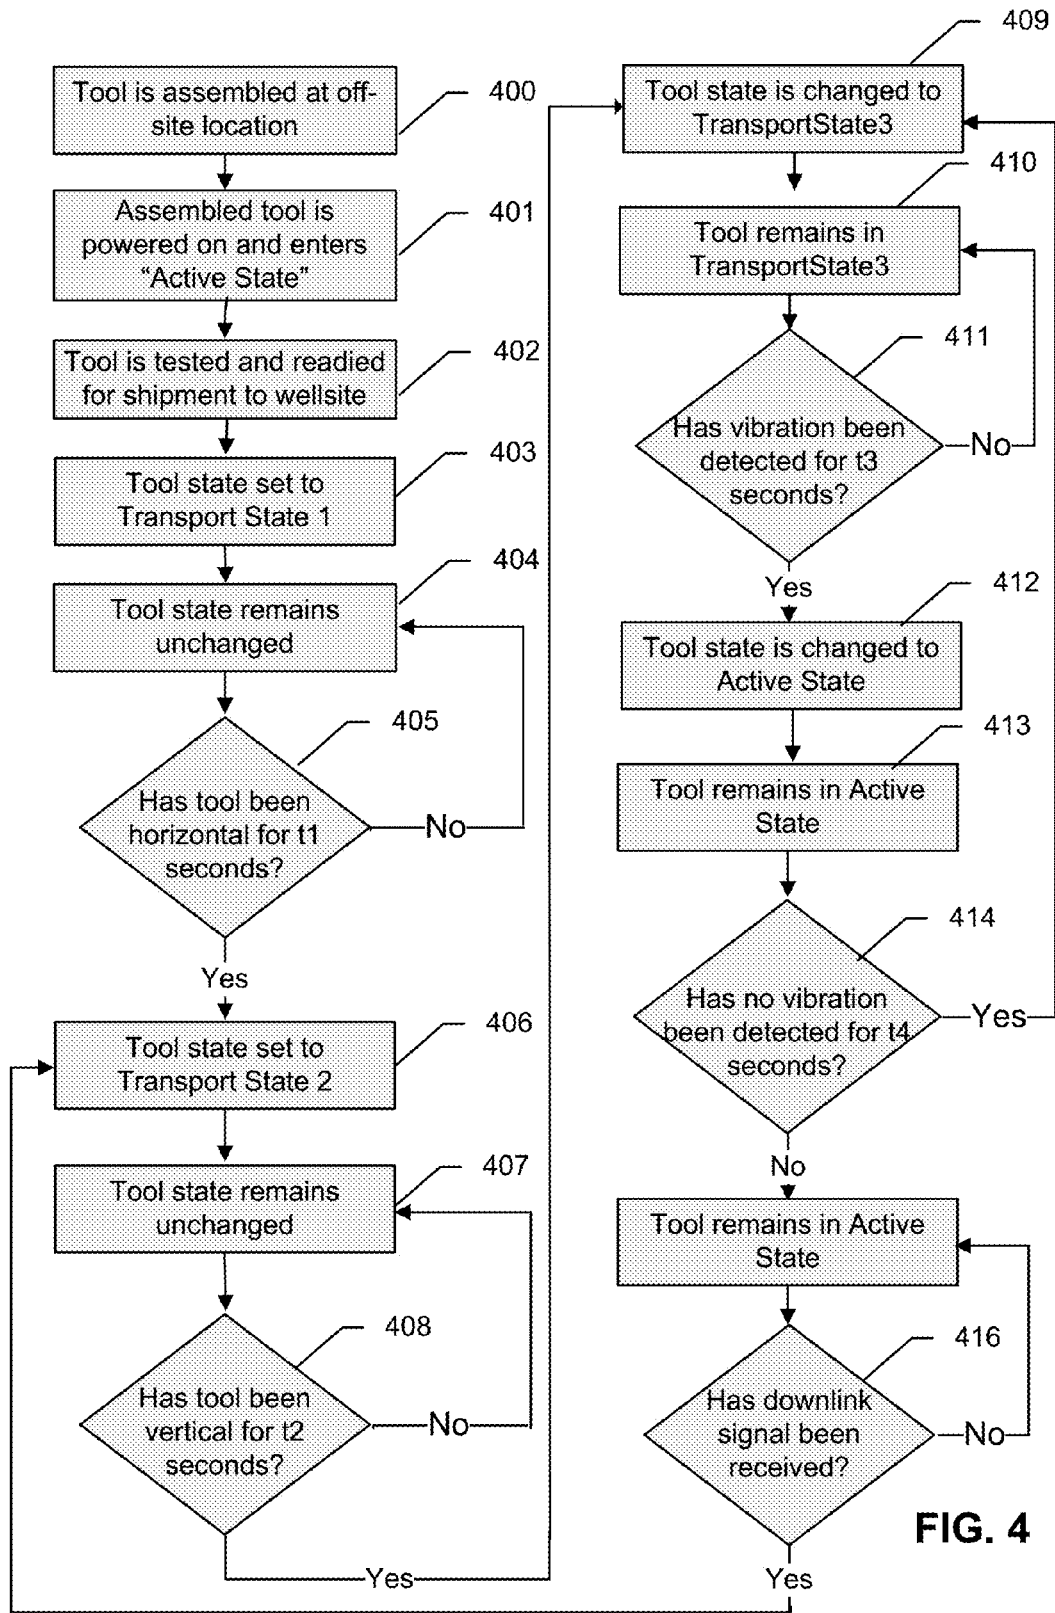 Tool is assembled at off-
site location
400
Assembled tool is
powered on and enters
“Active State”
401
Tool is tested and readied
for shipment to wellsite
402
Tool state set to
Transport State 1
403
Tool state remains
unchanged
404
Has tool been
horizontal for t1
seconds?
405
No
Yes
Tool state set to
Transport State 2
406
Tool state remains
unchanged
407
Has tool been
vertical for t2
seconds?
408
No
Yes
Tool state is changed to
TransportState3
409
Tool remains in
TransportState3
410
Has vibration been
detected for t3
seconds?
411
No
Yes
Tool state is changed to
Active State
412
Tool remains in Active
State
413
Has no vibration
been detected for t4
seconds?
414
Yes
No
Tool remains in Active
State
Has downlink
signal been
received?
416
No
Yes
FIG. 4